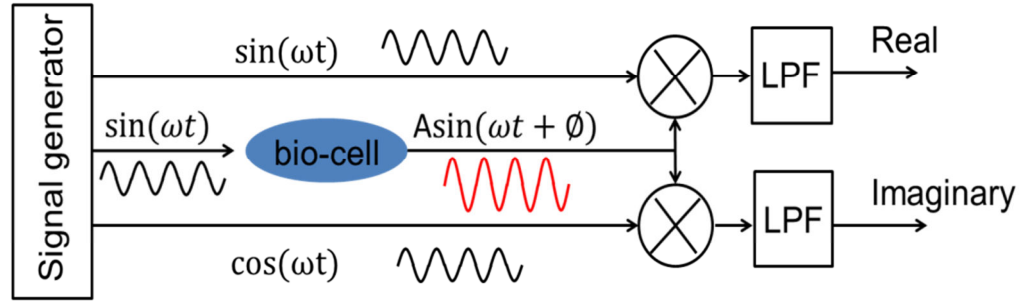 Signal generator
sin(ωt)
sin(ωt)
bio-cell
Asin(ωt + Ø)
cos(ωt)
LPF
Real
LPF
Imaginary